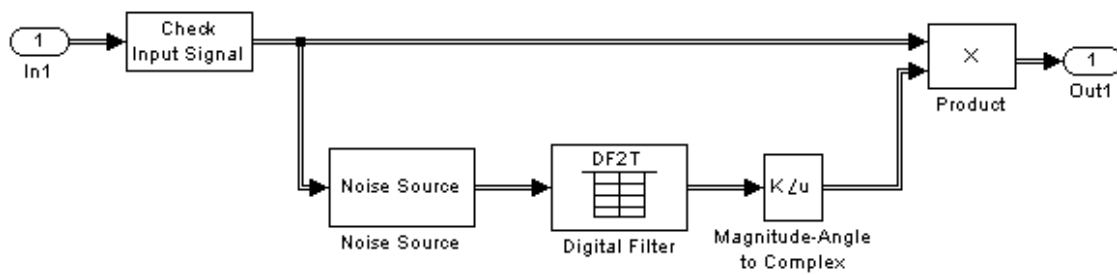 1
In1
Check
Input Signal
×
Product
1
Out1
Noise Source
Noise Source
DF2T
Digital Filter
K∠u
Magnitude-Angle
to Complex